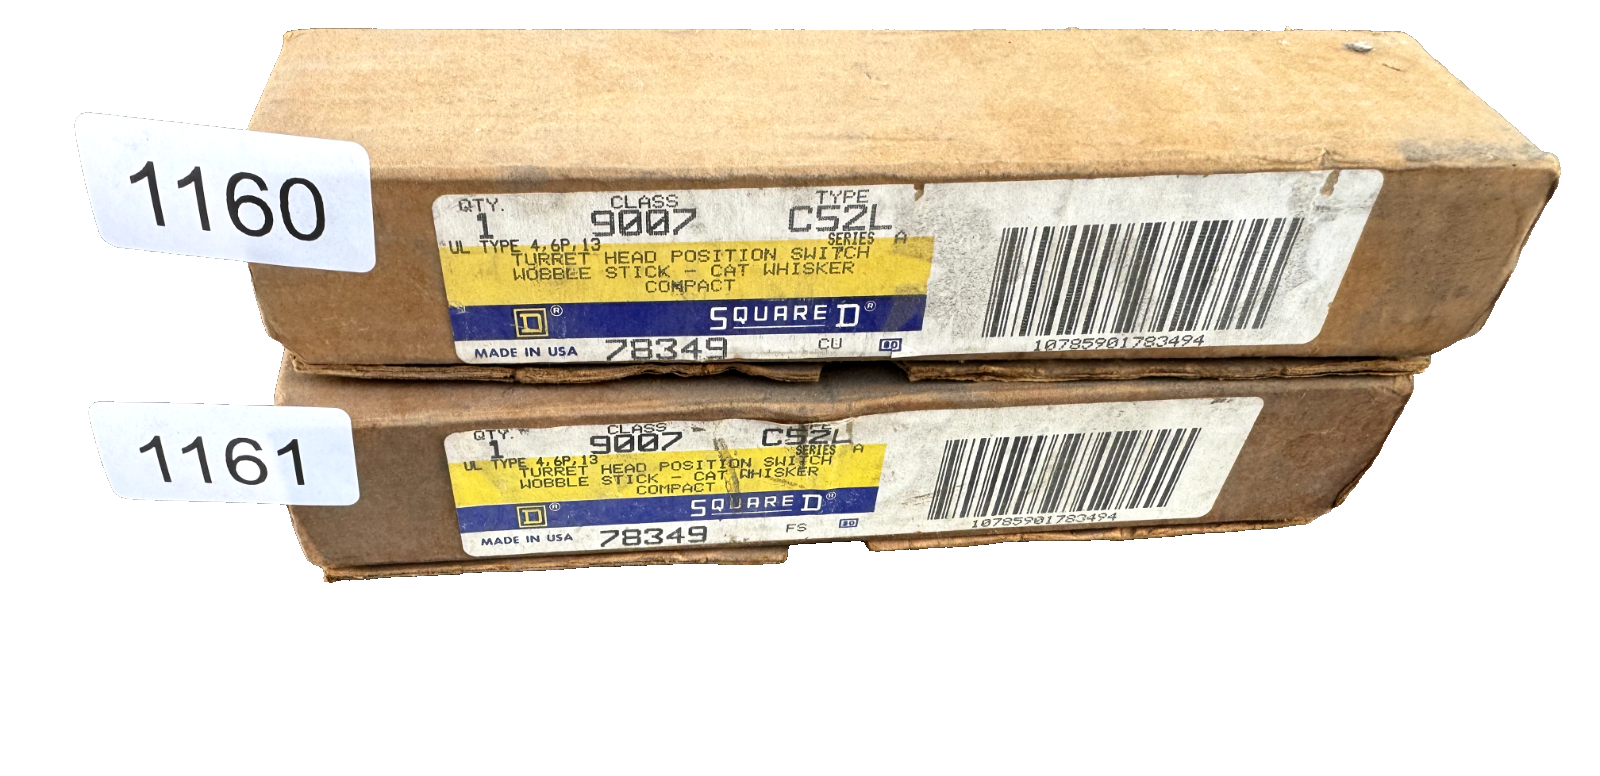 1160
QTY. CLASS TYPE
1 9007 C52L
UL TYPE 4,6P,13 SERIES A
TURRET HEAD POSITION SWITCH
WOBBLE STICK - CAT WHISKER
COMPACT
D® SQUARE D®
MADE IN USA 78349 CU
10785901783494
1161
QTY. CLASS
1 9007 C52L
UL TYPE 4,6P,13 SERIES A
TURRET HEAD POSITION SWITCH
WOBBLE STICK - CAT WHISKER
COMPACT
D® SQUARE D®
MADE IN USA 78349 FS
10785901783494